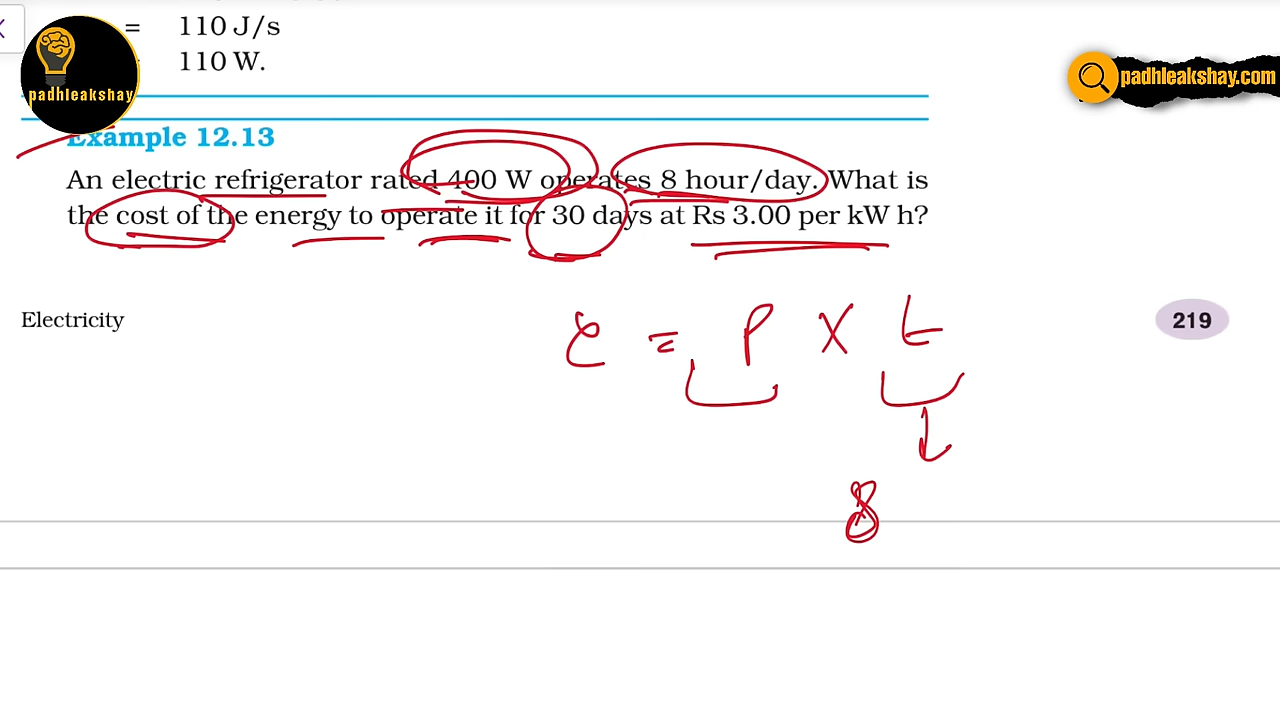 = 110 J/s
110 W.
padhleakshay
padhleakshay.com
Example 12.13
An electric refrigerator rated 400 W operates 8 hour/day. What is
the cost of the energy to operate it for 30 days at Rs 3.00 per kW h?
Electricity
219
E = P X t
8